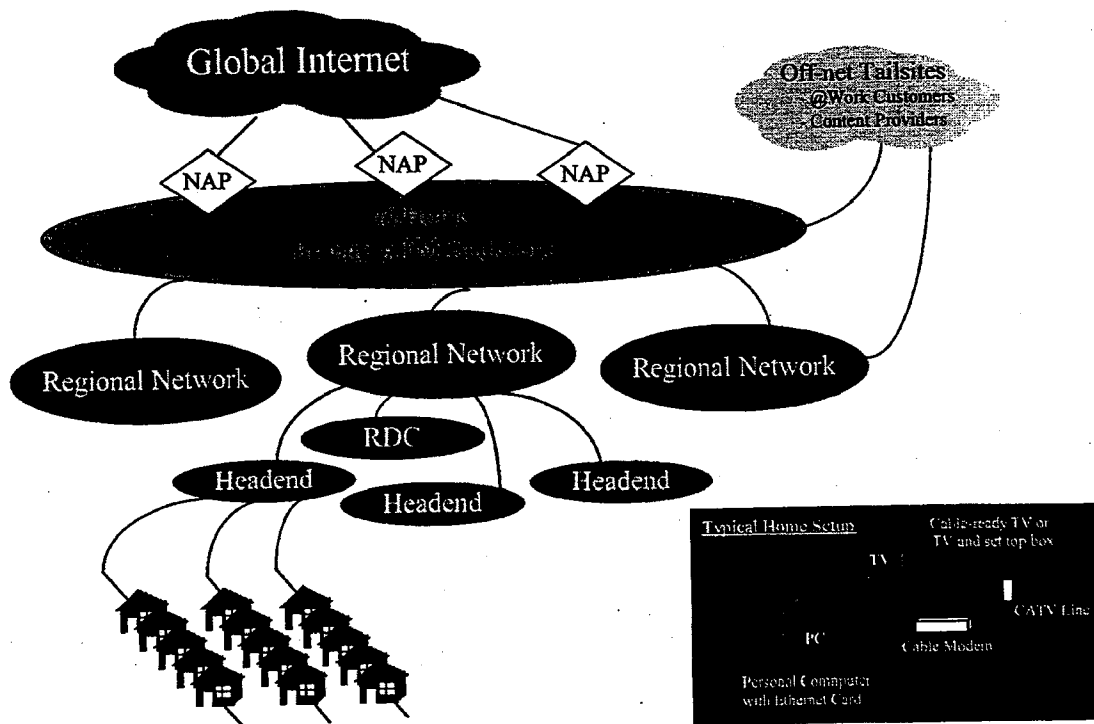 Global Internet
Off-net Tailsites
@Work Customers
Content Providers
NAP
NAP
NAP
Regional Network
Regional Network
Regional Network
RDC
Headend
Headend
Headend
Typical Home Setup
Cable-ready TV or
TV and set top box
TV
CATV Line
PC
Cable Modem
Personal Comnputer
with Ethernet Card